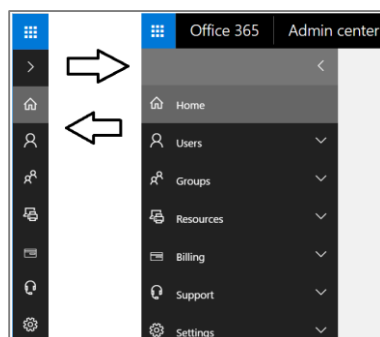 Office 365 Admin center
Home
Users
Groups
Resources
Billing
Support
Settings